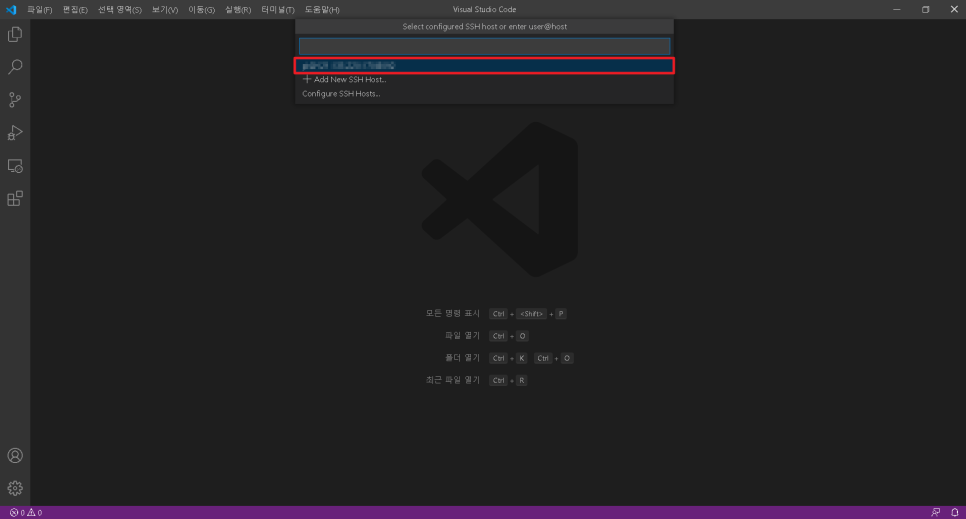 파일(F) 편집(E) 선택 영역(S) 보기(V) 이동(G) 실행(R) 터미널(T) 도움말(H) Visual Studio Code
Select configured SSH host or enter user@host
Add New SSH Host...
Configure SSH Hosts...
모든 명령 표시 Ctrl + <Shift> + P
파일 열기 Ctrl + O
폴더 열기 Ctrl + K Ctrl + O
최근 파일 열기 Ctrl + R
0 0